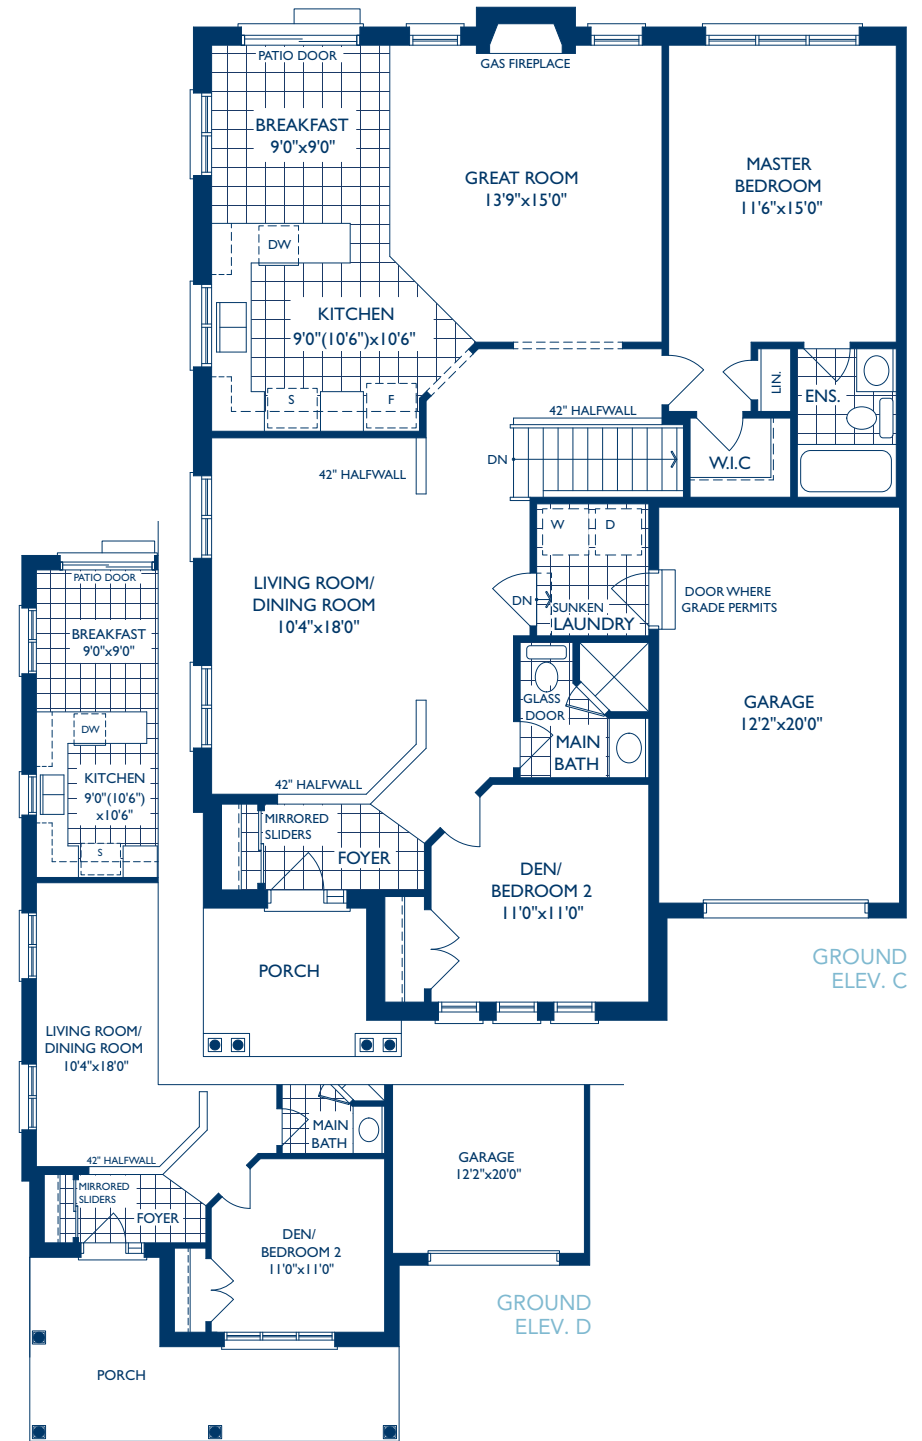 PATIO DOOR
GAS FIREPLACE
BREAKFAST
9'0"x9'0"
GREAT ROOM
13'9"x15'0"
MASTER
BEDROOM
11'6"x15'0"
DW
KITCHEN
9'0"(10'6")x10'6"
S
F
LIN.
ENS.
42" HALFWALL
W.I.C
DN
42" HALFWALL
W
D
LIVING ROOM/
DINING ROOM
10'4"x18'0"
DN
SUNKEN
LAUNDRY
DOOR WHERE
GRADE PERMITS
GLASS
DOOR
MAIN
BATH
GARAGE
12'2"x20'0"
42" HALFWALL
MIRRORED
SLIDERS
FOYER
DEN/
BEDROOM 2
11'0"x11'0"
PORCH
GROUND
ELEV. C
PATIO DOOR
BREAKFAST
9'0"x9'0"
DW
KITCHEN
9'0"(10'6")
x10'6"
S
LIVING ROOM/
DINING ROOM
10'4"x18'0"
MAIN
BATH
GARAGE
12'2"x20'0"
42" HALFWALL
MIRRORED
SLIDERS
FOYER
DEN/
BEDROOM 2
11'0"x11'0"
GROUND
ELEV. D
PORCH